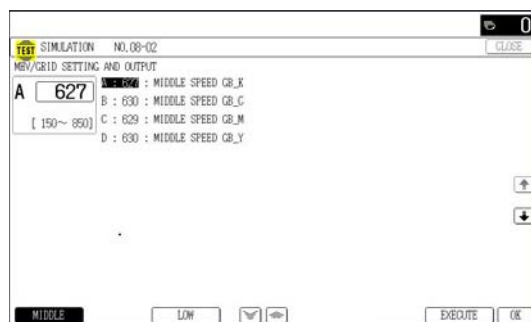 0
TEST SIMULATION NO.08-02 CLOSE
MHV/GRID SETTING AND OUTPUT
A 627
[ 150~ 850]
A : 627 : MIDDLE SPEED GB_K
B : 630 : MIDDLE SPEED GB_C
C : 629 : MIDDLE SPEED GB_M
D : 630 : MIDDLE SPEED GB_Y
MIDDLE LOW EXECUTE OK